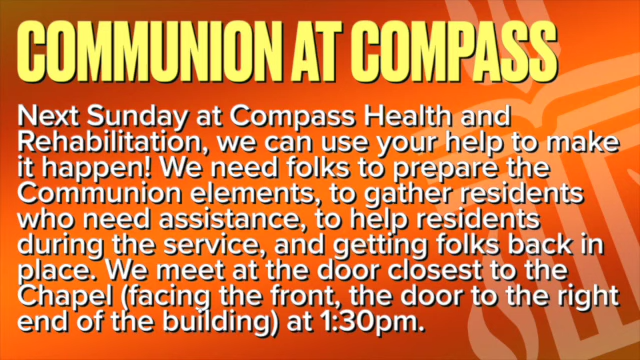 COMMUNION AT COMPASS
Next Sunday at Compass Health and
Rehabilitation, we can use your help to make
it happen! We need folks to prepare the
Communion elements, to gather residents
who need assistance, to help residents
during the service, and getting folks back in
place. We meet at the door closest to the
Chapel (facing the front, the door to the right
end of the building) at 1:30pm.